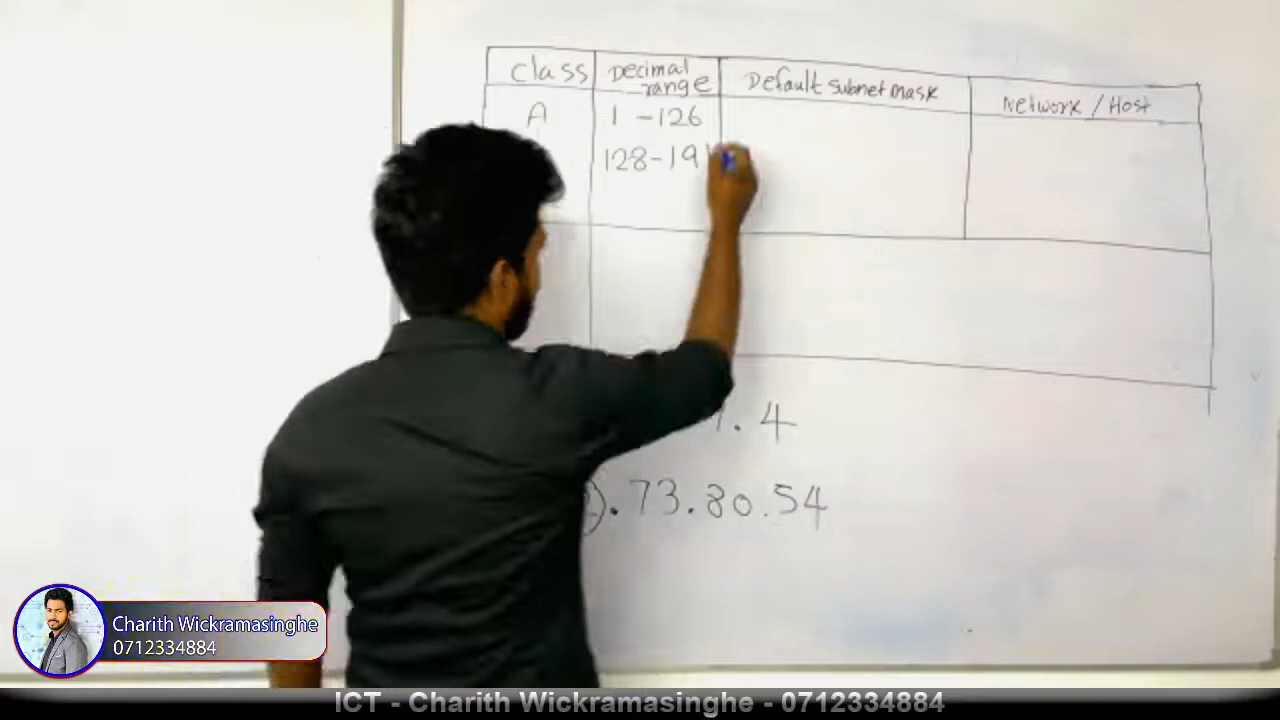 Class Decimal range Default subnet mask Network / Host
A 1 - 126
128 - 19
. 4
). 73. 80. 54
Charith Wickramasinghe
0712334884
ICT - Charith Wickramasinghe - 0712334884